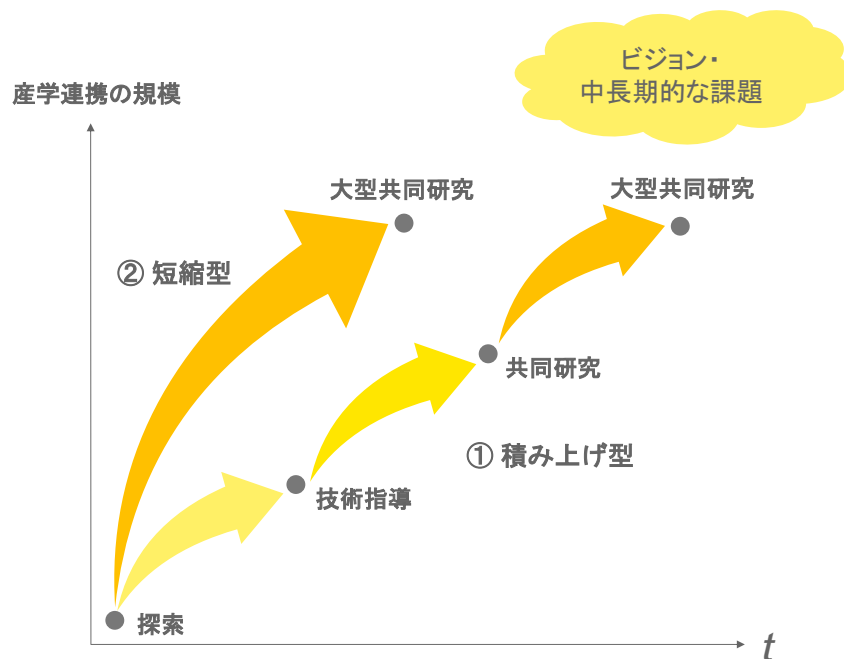 ビジョン・
中長期的な課題
産学連携の規模
大型共同研究
大型共同研究
② 短縮型
共同研究
① 積み上げ型
技術指導
探索
t